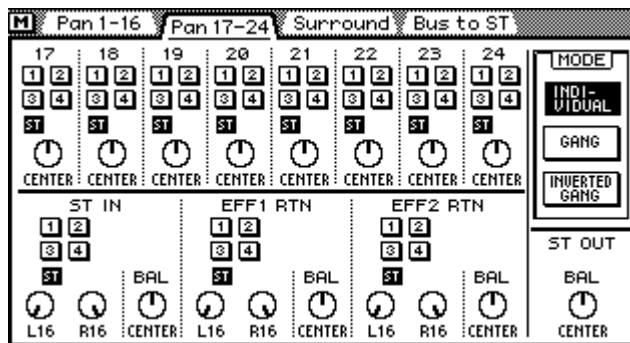 M Pan 1-16 Pan 17-24 Surround Bus to ST
17 18 19 20 21 22 23 24 MODE
1 2 1 2 1 2 1 2 1 2 1 2 1 2 1 2
3 4 3 4 3 4 3 4 3 4 3 4 3 4 3 4 INDI-
VIDUAL
ST ST ST ST ST ST ST ST
GANG
CENTER CENTER CENTER CENTER CENTER CENTER CENTER CENTER INVERTED
GANG
ST IN EFF1 RTN EFF2 RTN
1 2 1 2 1 2
3 4 3 4 3 4 ST OUT
ST BAL ST BAL ST BAL BAL
L16 R16 CENTER L16 R16 CENTER L16 R16 CENTER CENTER